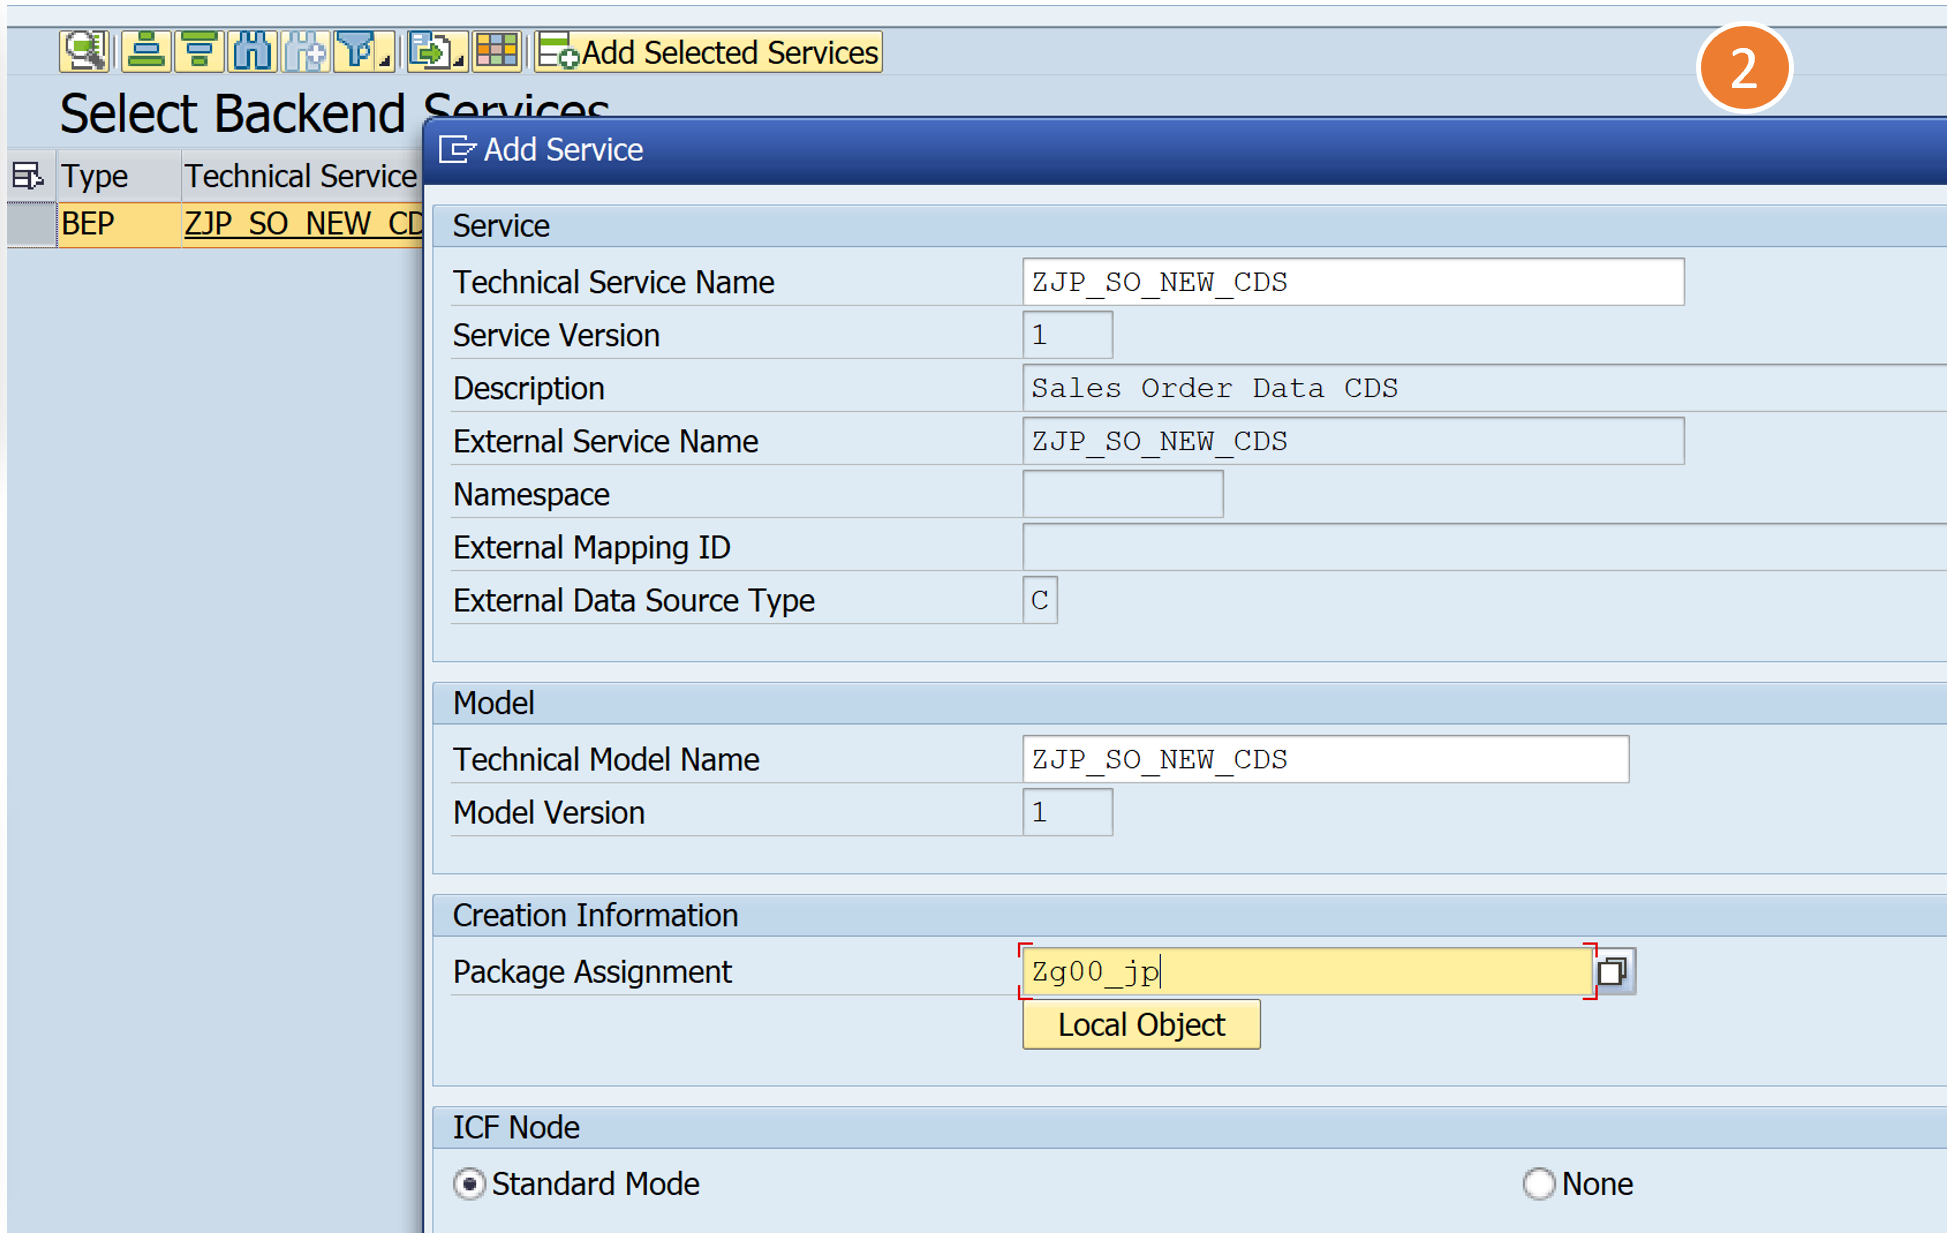 Add Selected Services
2
Select Backend Services
Add Service
Type Technical Service
BEP ZJP_SO_NEW_CD
Service
Technical Service Name ZJP_SO_NEW_CDS
Service Version 1
Description Sales Order Data CDS
External Service Name ZJP_SO_NEW_CDS
Namespace
External Mapping ID
External Data Source Type C
Model
Technical Model Name ZJP_SO_NEW_CDS
Model Version 1
Creation Information
Package Assignment Zg00_jp
Local Object
ICF Node
Standard Mode None